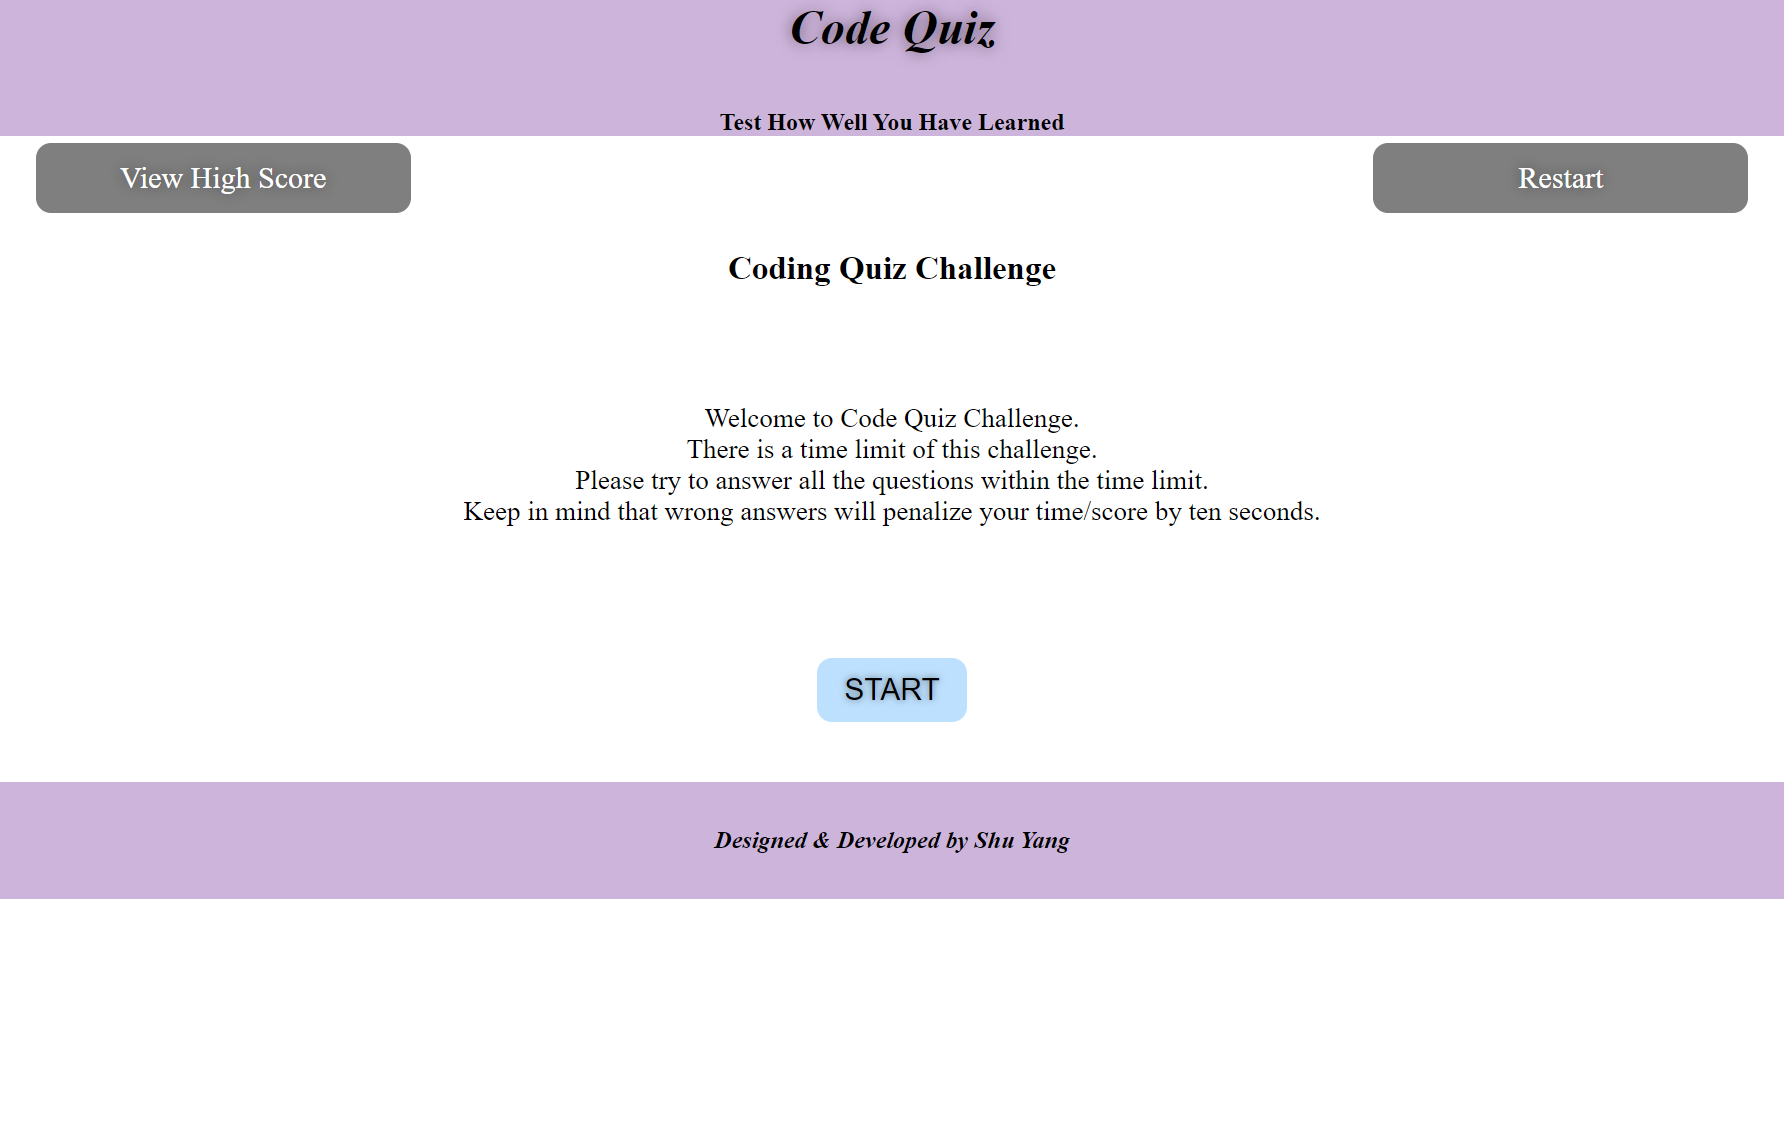 Code Quiz
Test How Well You Have Learned
View High Score
Restart
Coding Quiz Challenge
Welcome to Code Quiz Challenge.
There is a time limit of this challenge.
Please try to answer all the questions within the time limit.
Keep in mind that wrong answers will penalize your time/score by ten seconds.
START
Designed & Developed by Shu Yang